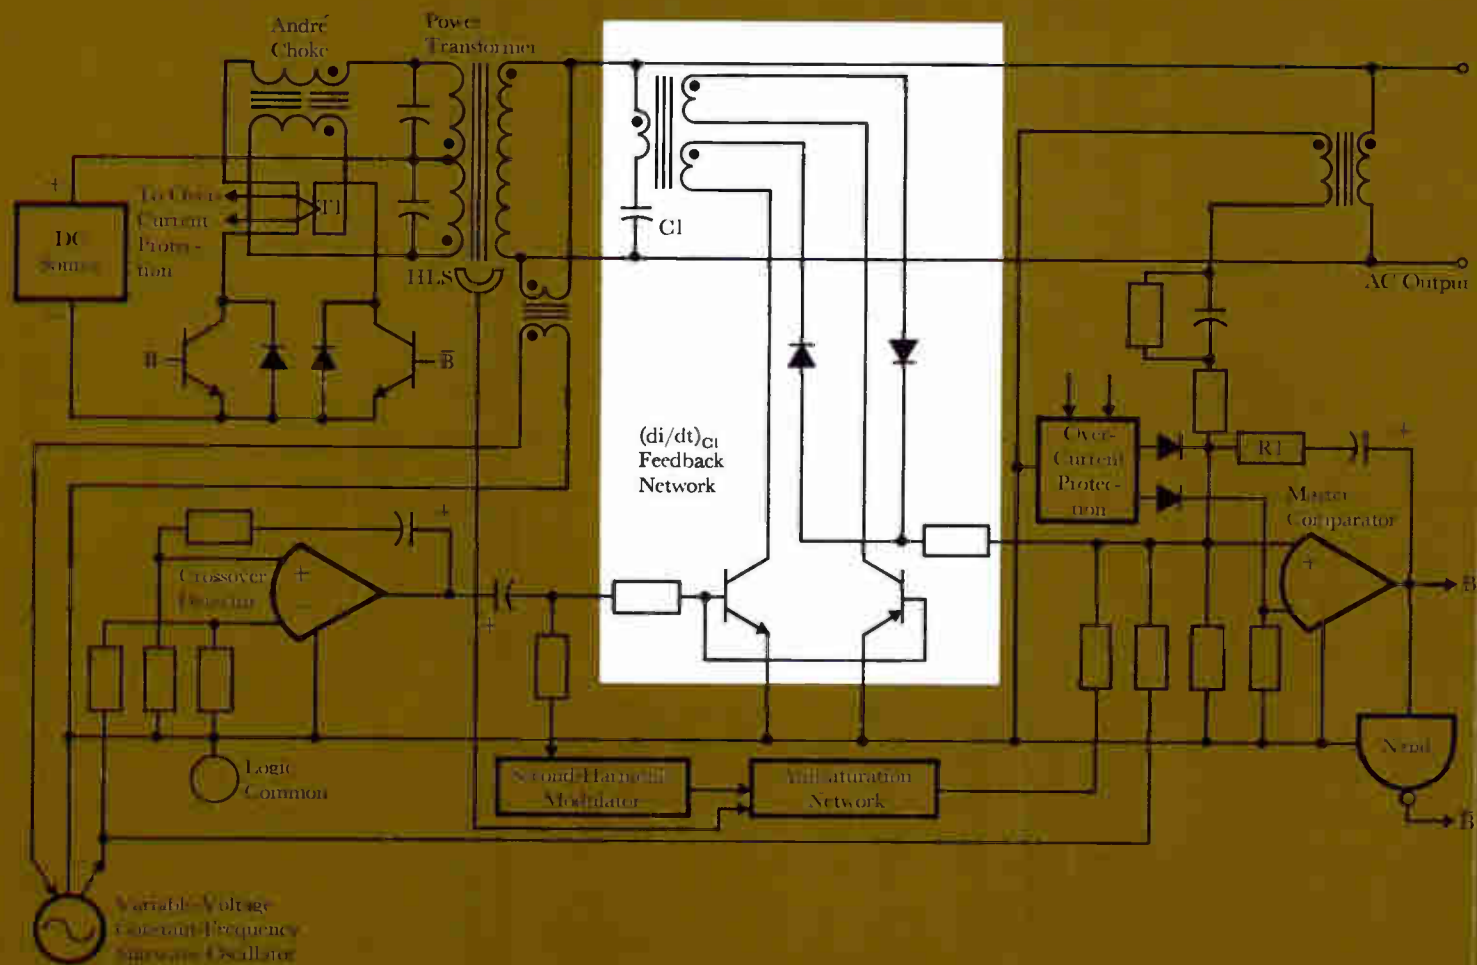 André
Choke
Power
Transformer
To Over-
Current
Protec-
tion
T1
DC
Source
+
−
HLS
C1
B
B̄
(di/dt)C1
Feedback
Network
AC Output
Over-
Current
Protec-
tion
R1
+
Master
Comparator
+
B
Crossover
Detector
+
+
+
Logic
Common
Second-Harmonic
Modulator
Antisaturation
Network
Nand
B̄
Variable-Voltage
Constant-Frequency
Sinewave Oscillator